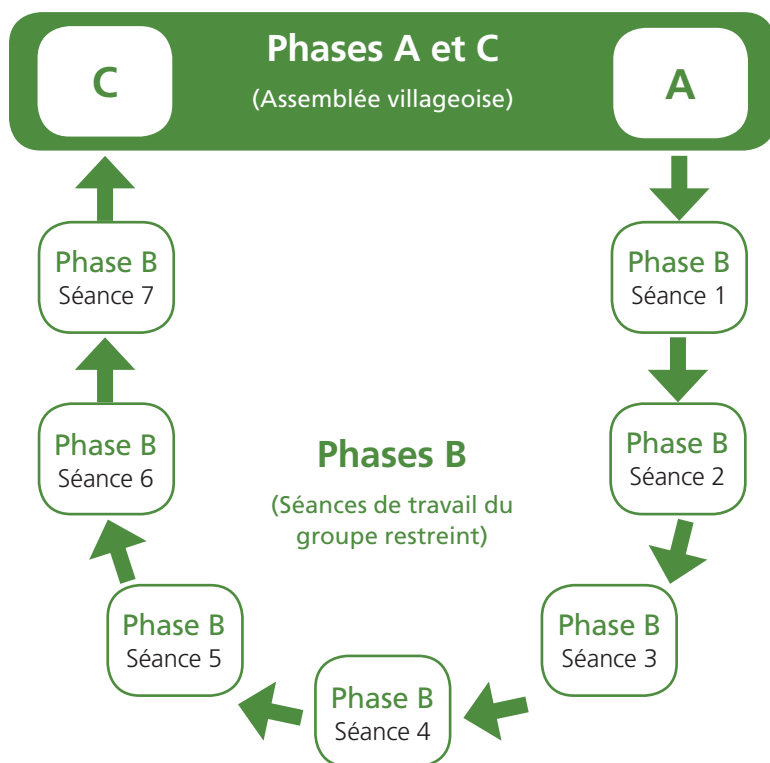 C
Phases A et C
(Assemblée villageoise)
A
Phase B
Séance 1
Phase B
Séance 2
Phase B
Séance 3
Phase B
Séance 4
Phase B
Séance 5
Phase B
Séance 6
Phase B
Séance 7
Phases B
(Séances de travail du
groupe restreint)